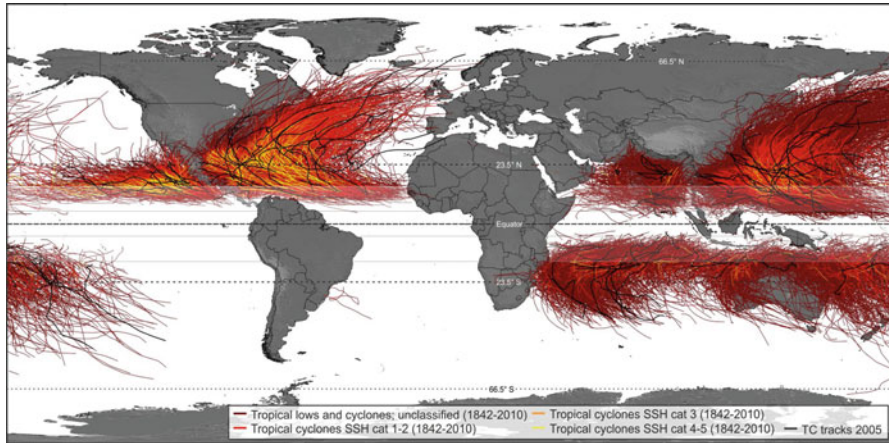 66.5° N
23.5° N
Equator
23.5° S
66.5° S
Tropical lows and cyclones; unclassified (1842-2010)
Tropical cyclones SSH cat 3 (1842-2010)
Tropical cyclones SSH cat 1-2 (1842-2010)
Tropical cyclones SSH cat 4-5 (1842-2010)
TC tracks 2005